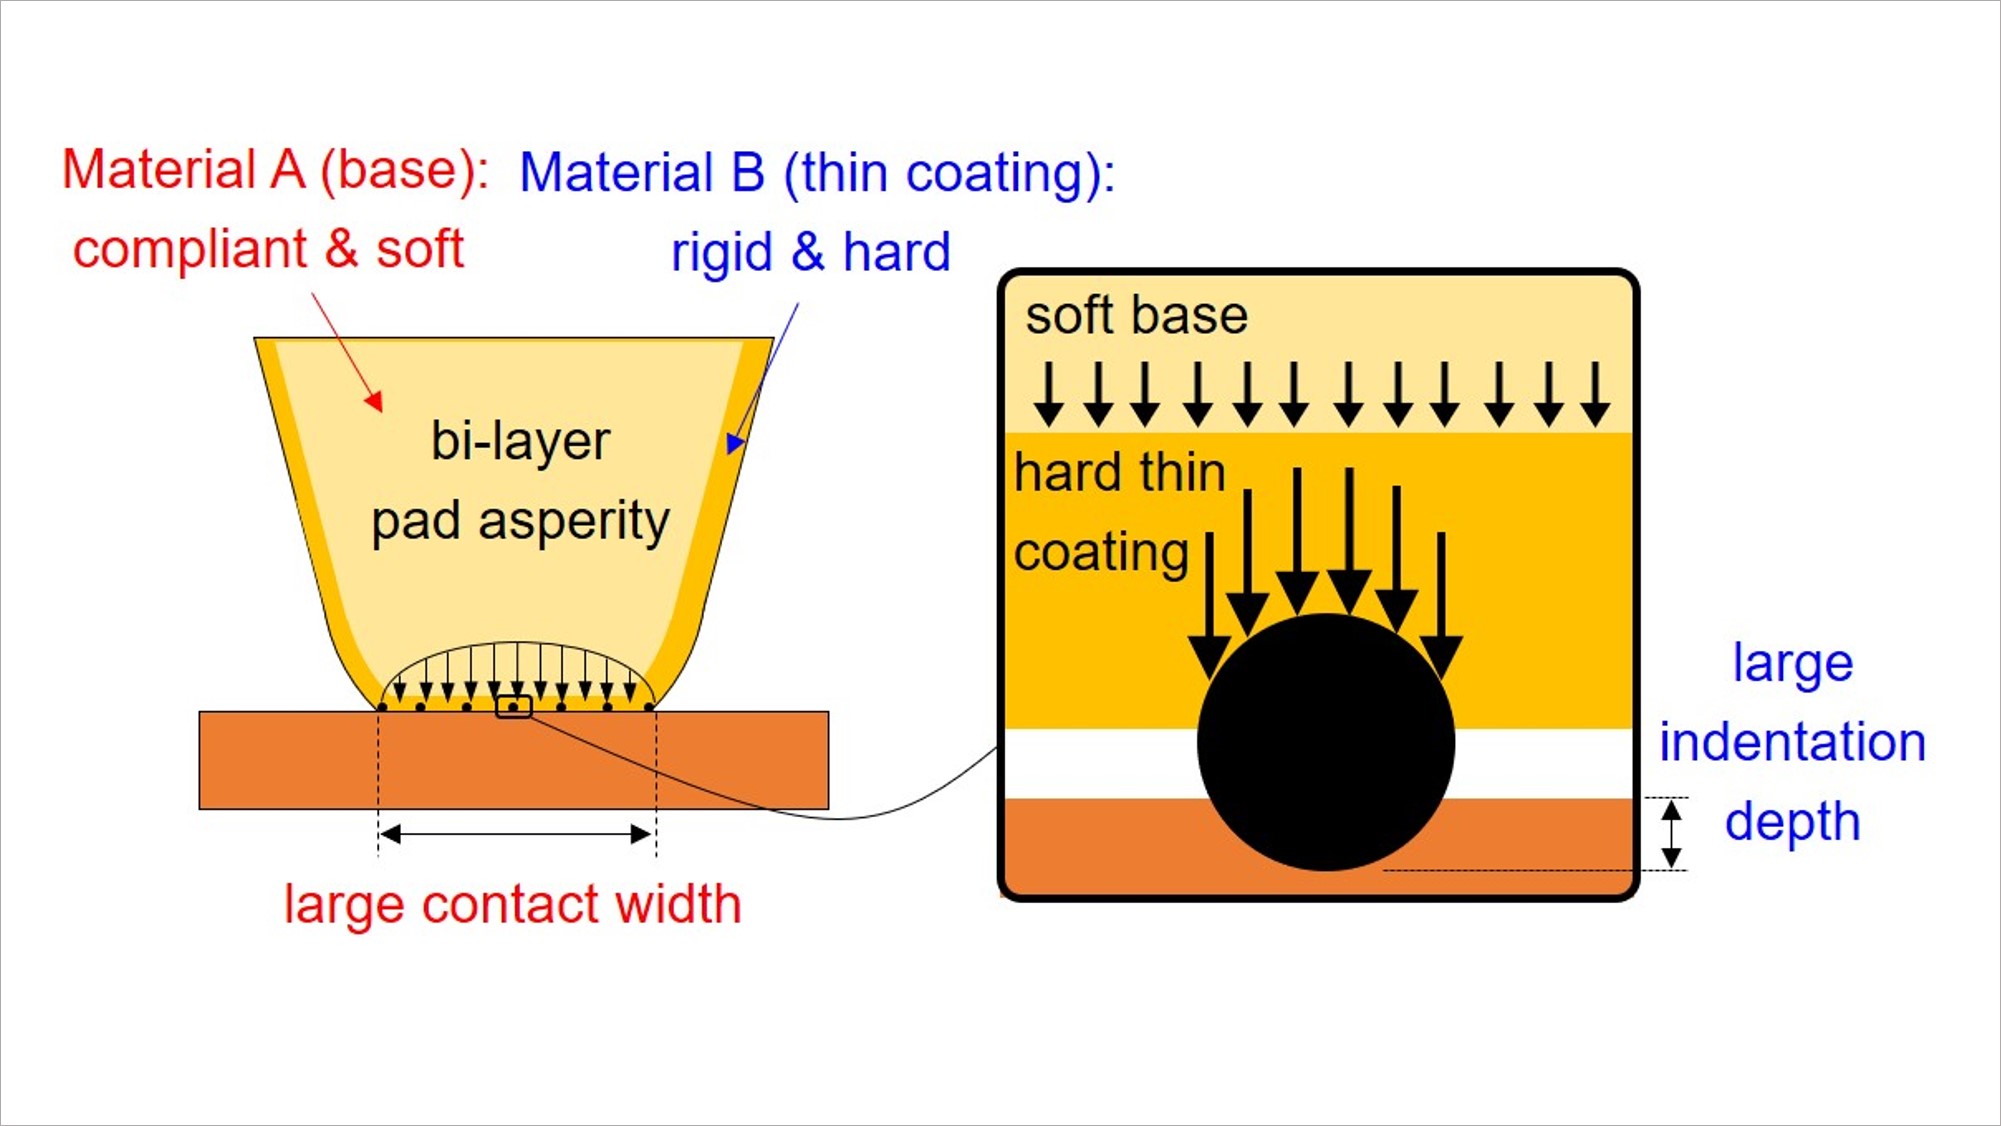 Material A (base):
compliant & soft
Material B (thin coating):
rigid & hard
bi-layer
pad asperity
large contact width
soft base
hard thin
coating
large
indentation
depth